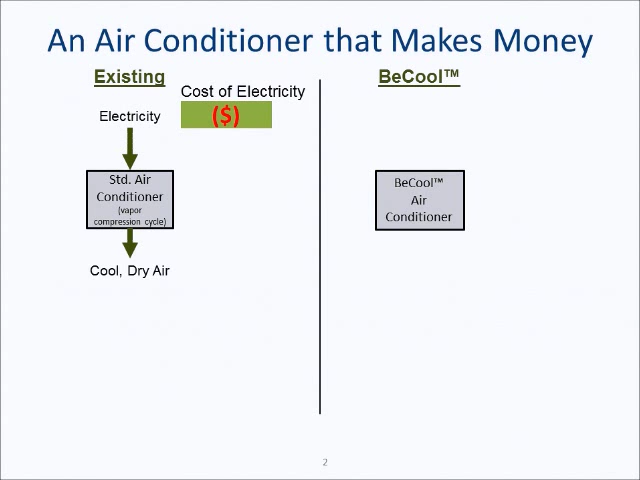 An Air Conditioner that Makes Money
Existing
Cost of Electricity
Electricity
($)
Std. Air
Conditioner
(vapor
compression cycle)
Cool, Dry Air
BeCool™
BeCool™
Air
Conditioner
2